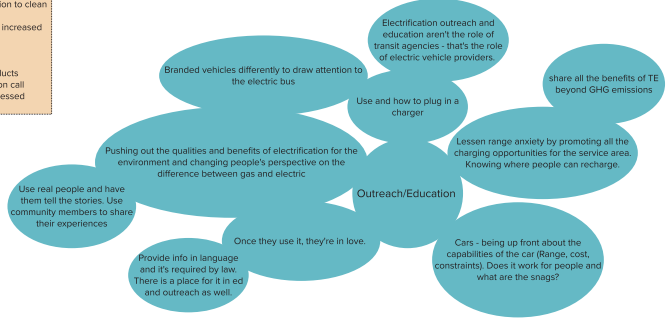 ion to clean
increased
ducts
on call
essed
Electrification outreach and
education aren't the role of
transit agencies - that's the role
of electric vehicle providers.
Branded vehicles differently to draw attention to
the electric bus
share all the benefits of TE
beyond GHG emissions
Use and how to plug in a
charger
Pushing out the qualities and benefits of electrification for the
environment and changing people's perspective on the
difference between gas and electric
Lessen range anxiety by promoting all the
charging opportunities for the service area.
Knowing where people can recharge.
Use real people and have
them tell the stories. Use
community members to share
their experiences
Outreach/Education
Once they use it, they're in love.
Cars - being up front about the
capabilities of the car (Range, cost,
constraints). Does it work for people and
what are the snags?
Provide info in language
and it's required by law.
There is a place for it in ed
and outreach as well.